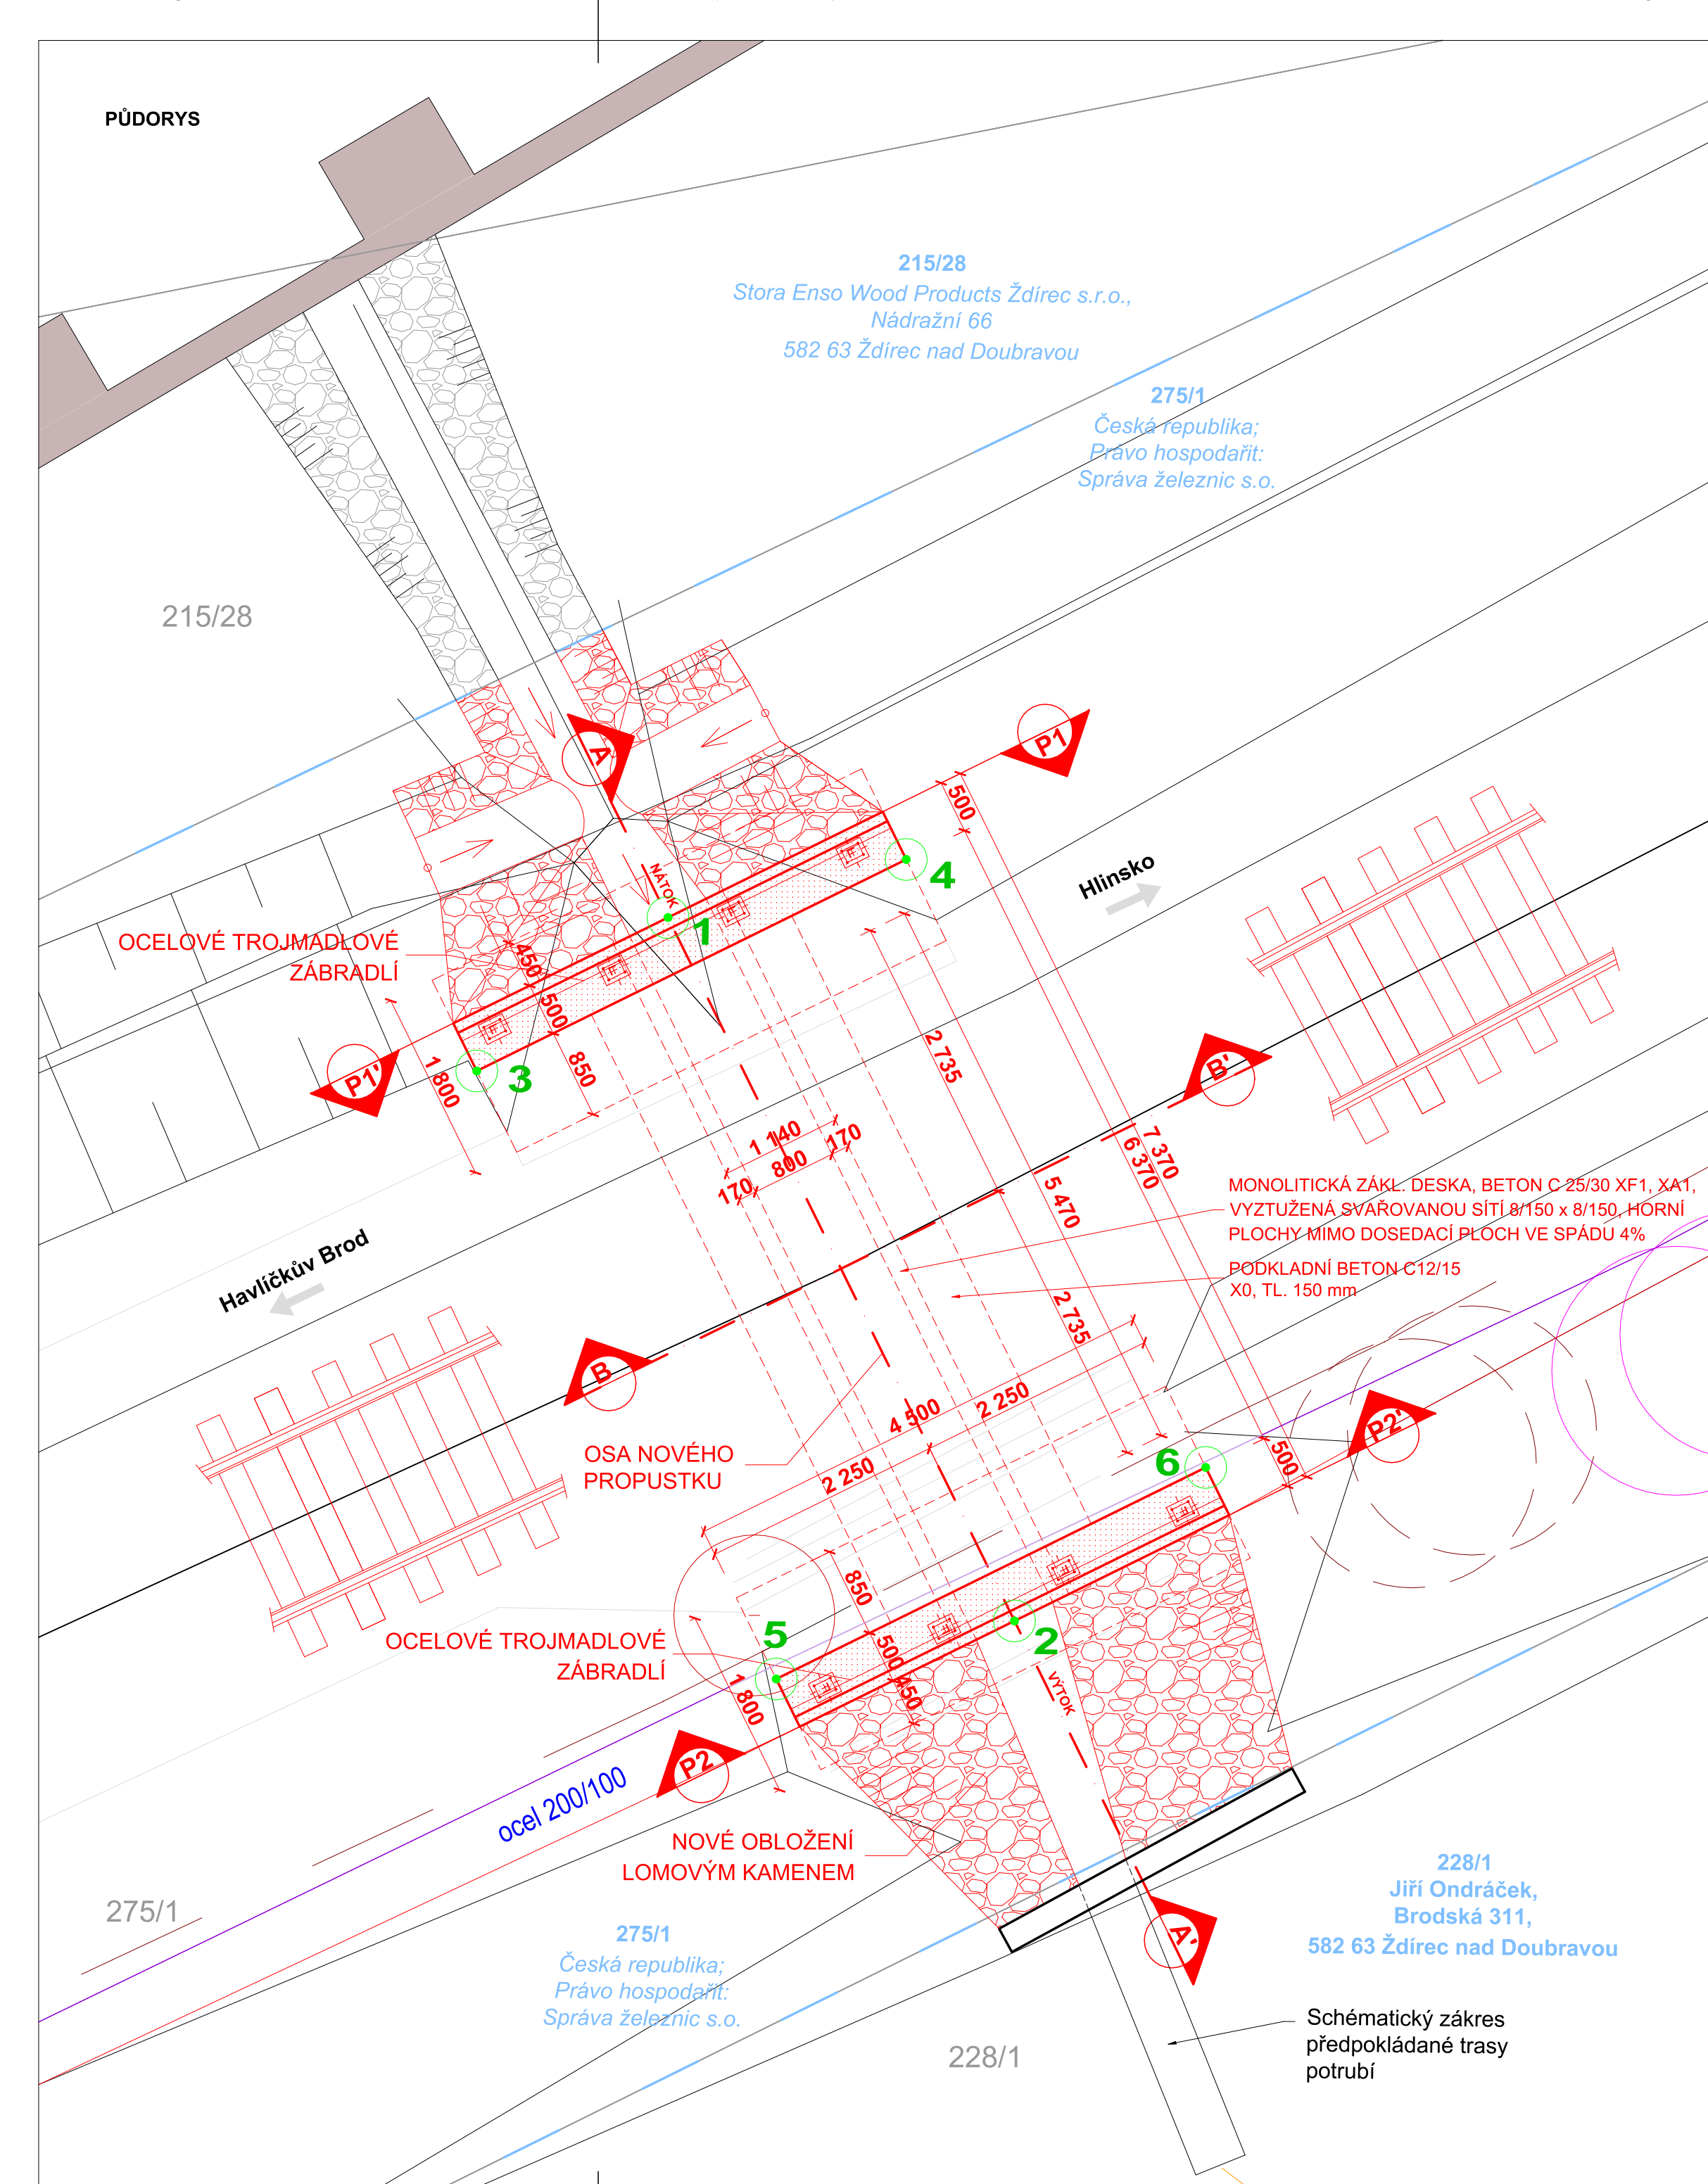 PŮDORYS
215/28
Stora Enso Wood Products Ždírec s.r.o.,
Nádražní 66
582 63 Ždírec nad Doubravou
275/1
Česká republika;
Právo hospodařit:
Správa železnic s.o.
215/28
A
P1
500
4
Hlinsko
NÁTOK
1
OCELOVÉ TROJMADLOVÉ
ZÁBRADLÍ
450
500
850
1 800
3
P1'
2 735
B'
1 140
170
800
170
7 370
6 370
5 470
MONOLITICKÁ ZÁKL. DESKA, BETON C 25/30 XF1, XA1,
VYZTUŽENÁ SVAŘOVANOU SÍTÍ 8/150 x 8/150, HORNÍ
PLOCHY MIMO DOSEDACÍ PLOCH VE SPÁDU 4%
PODKLADNÍ BETON C12/15
X0, TL. 150 mm
Havlíčkův Brod
2 735
B
4 500
2 250
2 250
P2'
OSA NOVÉHO
PROPUSTKU
6
500
850
500
450
1 800
5
2
OCELOVÉ TROJMADLOVÉ
ZÁBRADLÍ
VÝTOK
P2
ocel 200/100
NOVÉ OBLOŽENÍ
LOMOVÝM KAMENEM
275/1
228/1
Jiří Ondráček,
Brodská 311,
582 63 Ždírec nad Doubravou
A'
275/1
Česká republika;
Právo hospodařit:
Správa železnic s.o.
228/1
Schématický zákres
předpokládané trasy
potrubí